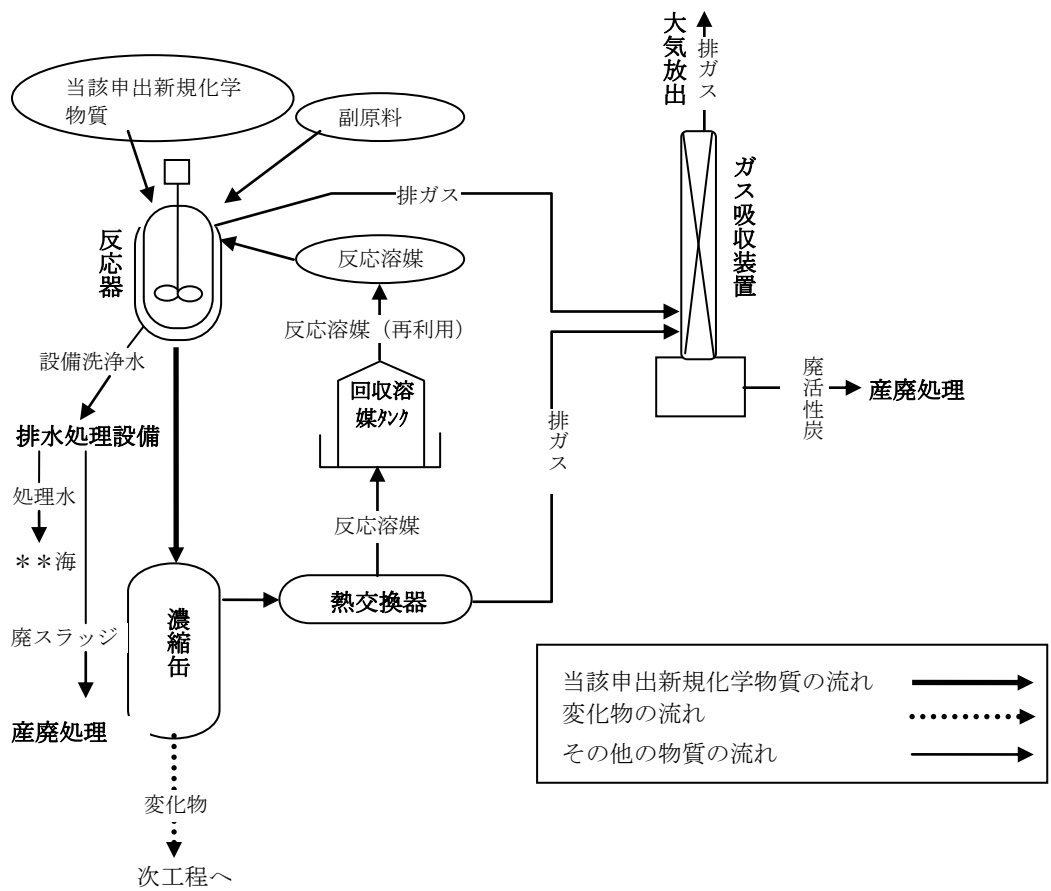 大気放出
排ガス
当該申出新規化学
物質
副原料
ガス吸収装置
排ガス
反応器
反応溶媒
反応溶媒（再利用）
設備洗浄水
回収溶
媒ﾀﾝｸ
廃活性炭
産廃処理
排ガス
排水処理設備
処理水
反応溶媒
＊＊海
熱交換器
濃縮缶
廃スラッジ
産廃処理
当該申出新規化学物質の流れ
変化物の流れ
その他の物質の流れ
変化物
次工程へ